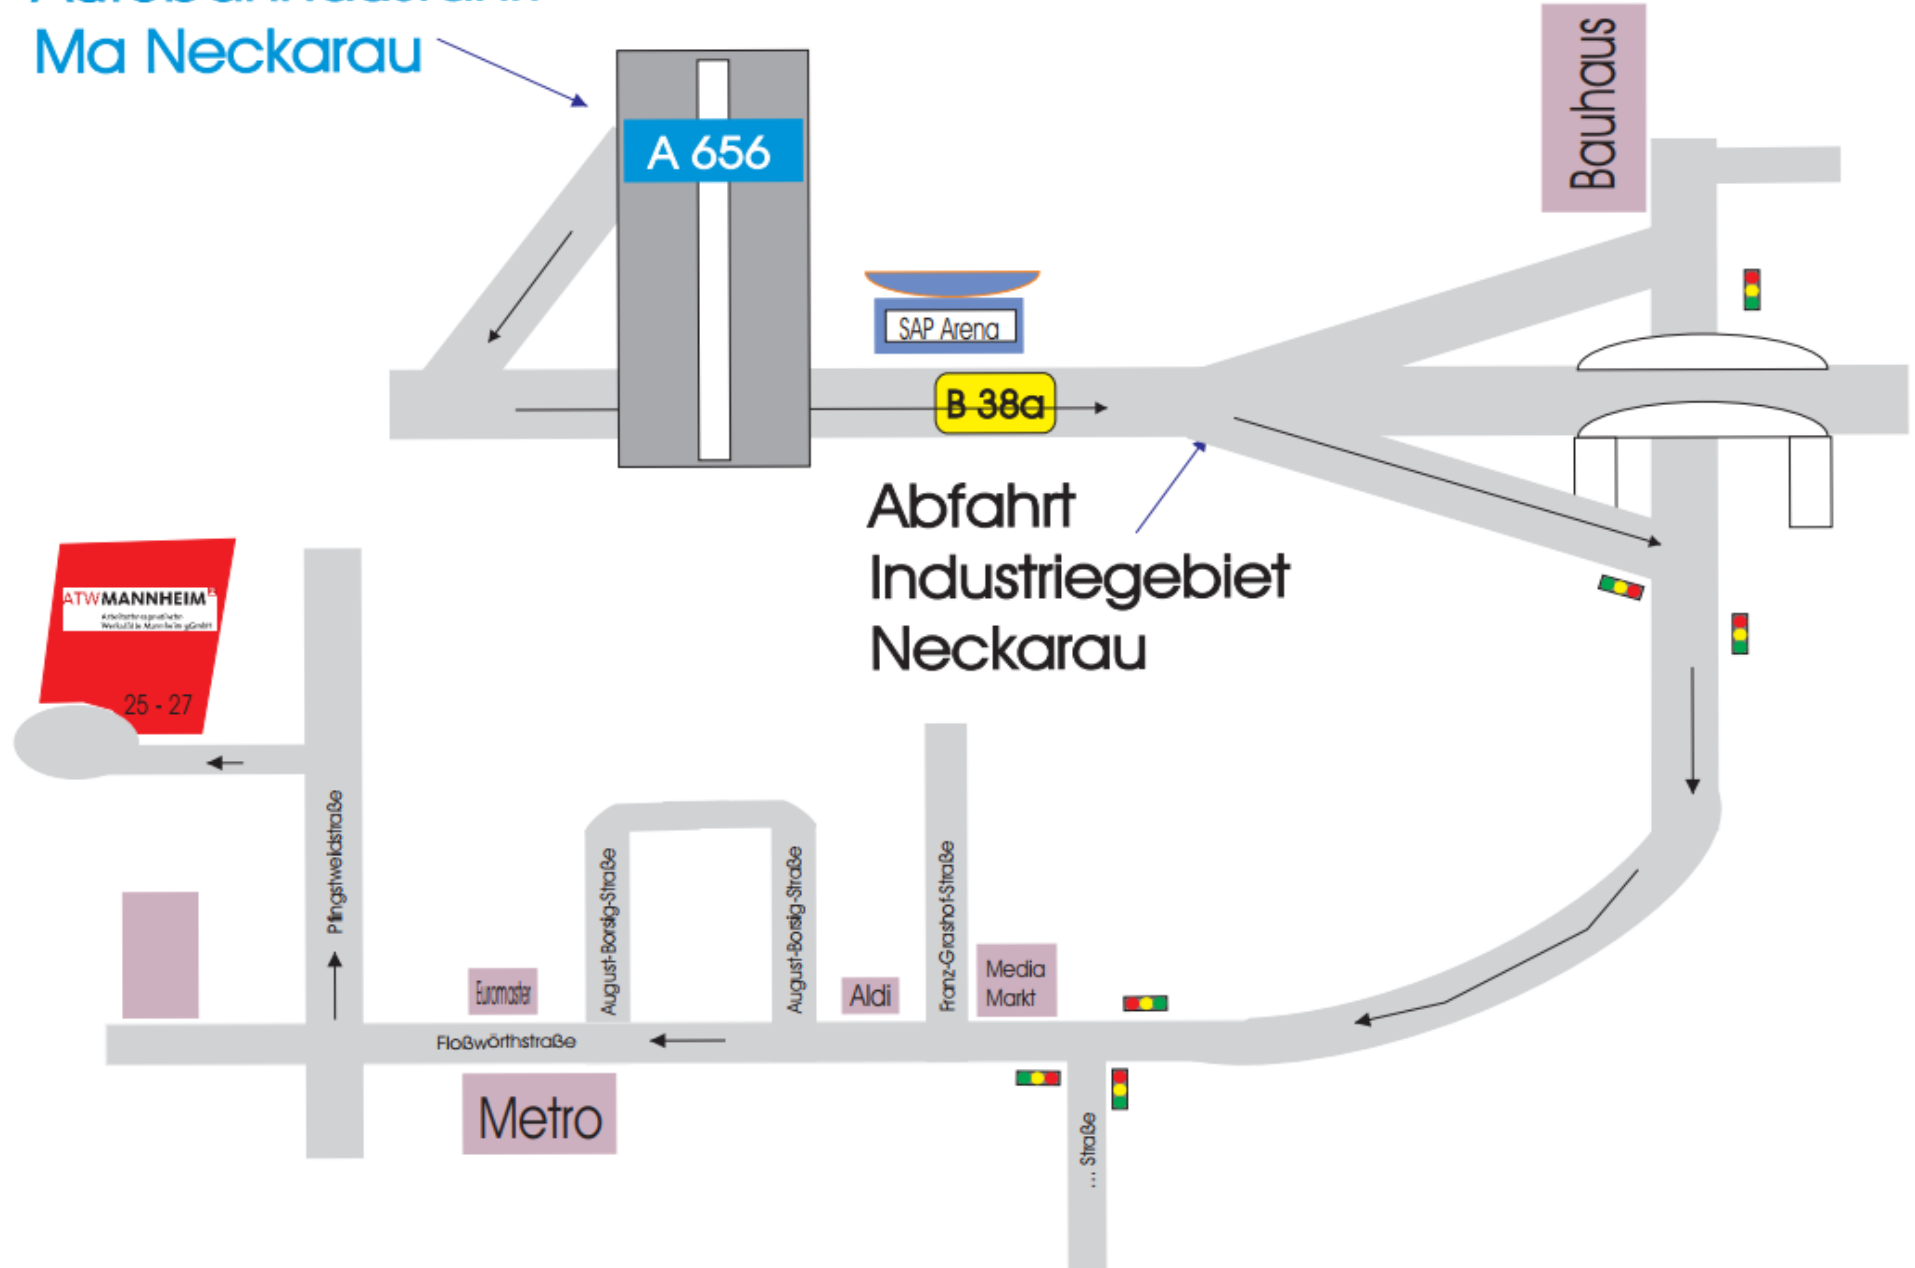 Ma Neckarau
A 656
Bauhaus
SAP Arena
B 38a
Abfahrt
Industriegebiet
Neckarau
ATWMANNHEIM
25 - 27
Pfingstweidstraße
August-Borsig-Straße
August-Borsig-Straße
Franz-Grashof-Straße
Media
Markt
Aldi
Euromaster
Floßwörthstraße
Metro
... Straße